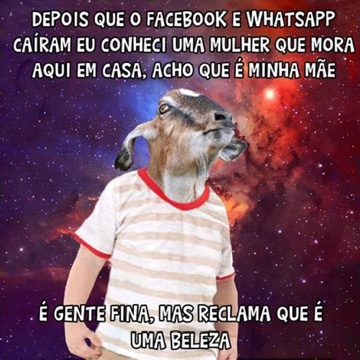 DEPOIS QUE O FACEBOOK E WHATSAPP
CAÍRAM EU CONHECI UMA MULHER QUE MORA
AQUI EM CASA, ACHO QUE É MINHA MÃE
É GENTE FINA, MAS RECLAMA QUE É
UMA BELEZA